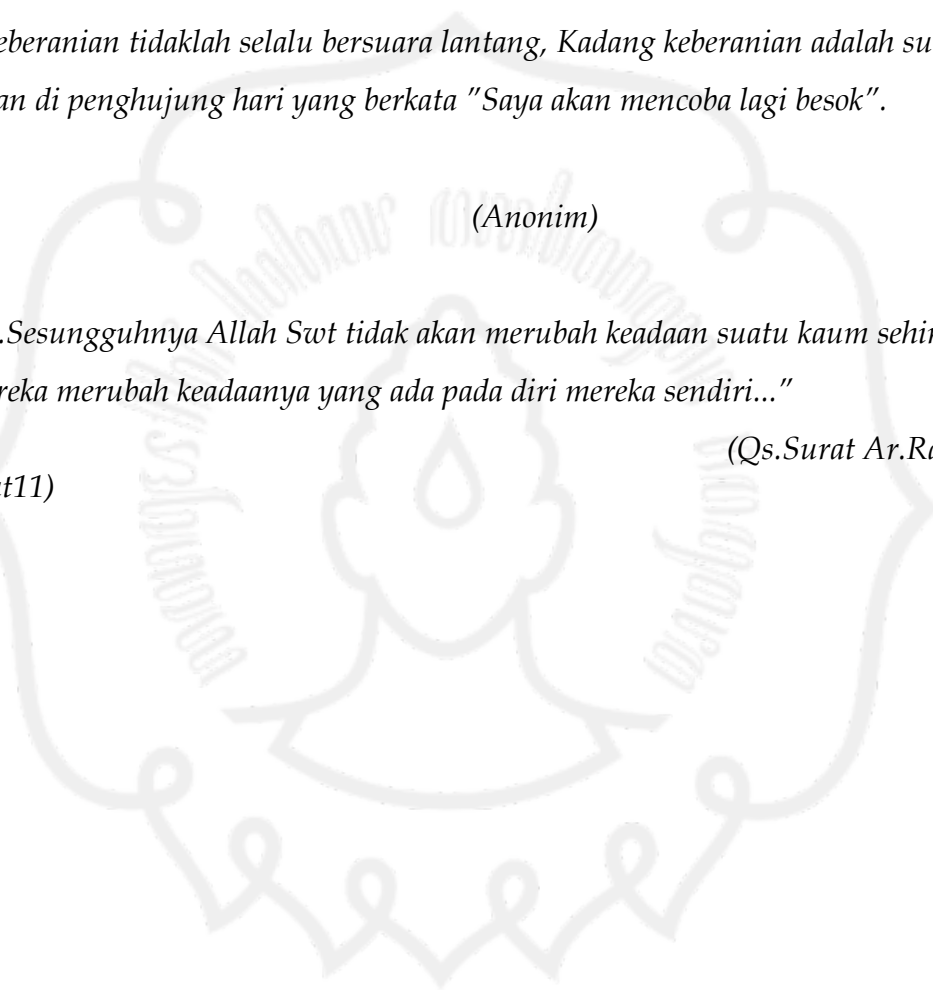 eberanian tidaklah selalu bersuara lantang, Kadang keberanian adalah su
an di penghujung hari yang berkata "Saya akan mencoba lagi besok".
(Anonim)
.Sesungguhnya Allah Swt tidak akan merubah keadaan suatu kaum sehin
reka merubah keadaanya yang ada pada diri mereka sendiri..."
(Qs.Surat Ar.Ra
t11)